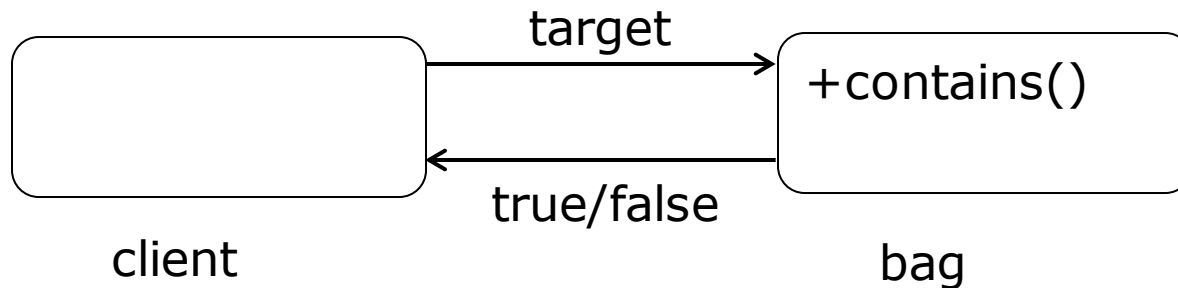 target
+contains()
true/false
client
bag